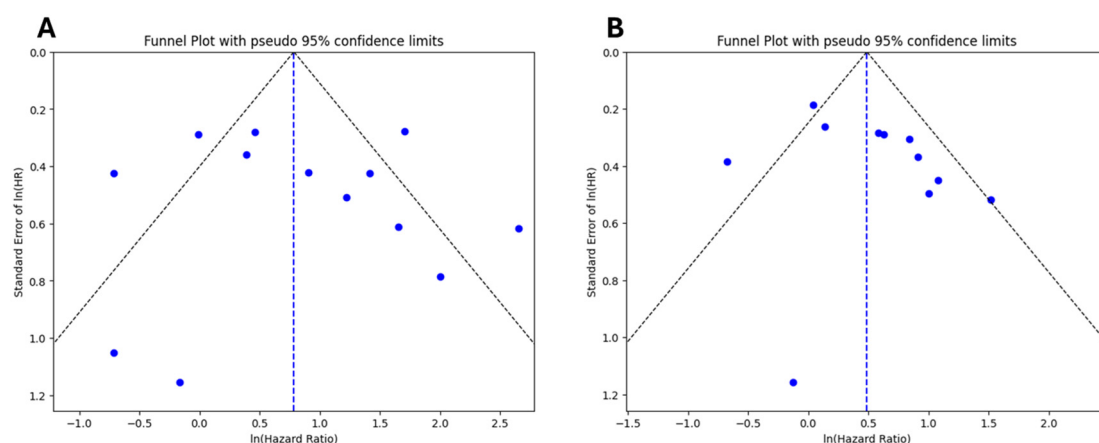 A
Funnel Plot with pseudo 95% confidence limits
0.0
0.2
0.4
0.6
0.8
1.0
1.2
Standard Error of ln(HR)
−1.0 −0.5 0.0 0.5 1.0 1.5 2.0 2.5
ln(Hazard Ratio)
B
Funnel Plot with pseudo 95% confidence limits
0.0
0.2
0.4
0.6
0.8
1.0
1.2
Standard Error of ln(HR)
−1.5 −1.0 −0.5 0.0 0.5 1.0 1.5 2.0
ln(Hazard Ratio)